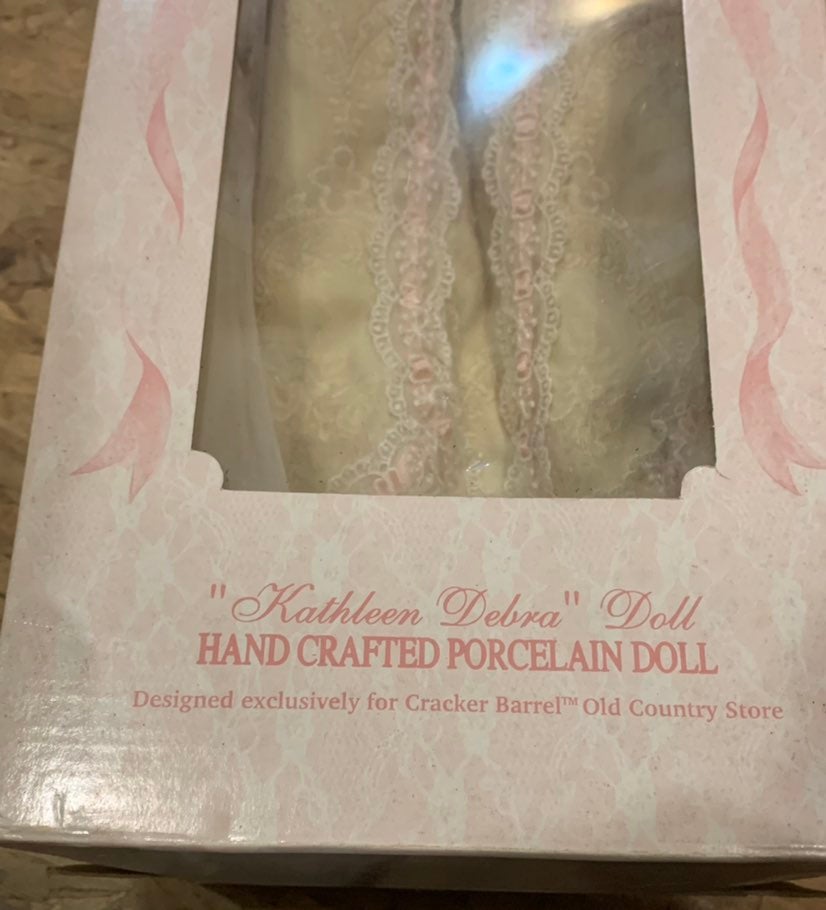 "Kathleen Debra" Doll
HAND CRAFTED PORCELAIN DOLL
Designed exclusively for Cracker Barrel™ Old Country Store